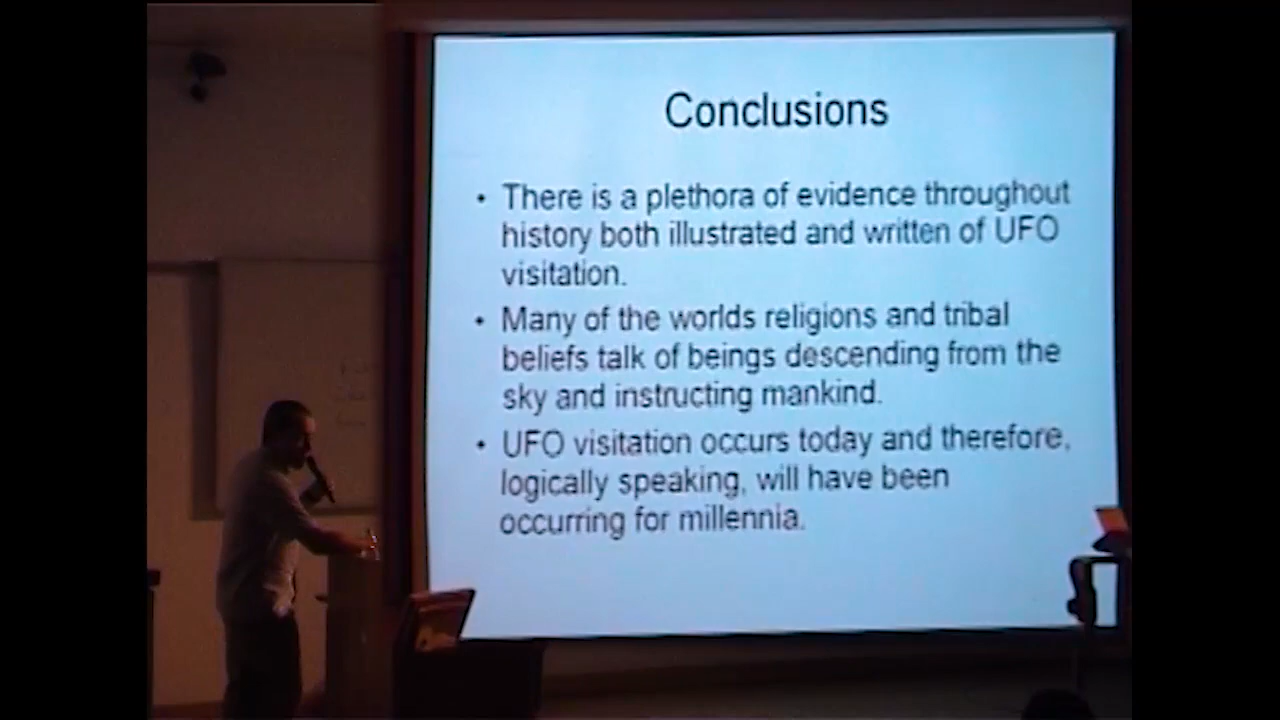 Conclusions
• There is a plethora of evidence throughout
history both illustrated and written of UFO
visitation.
• Many of the worlds religions and tribal
beliefs talk of beings descending from the
sky and instructing mankind.
• UFO visitation occurs today and therefore,
logically speaking, will have been
occurring for millennia.